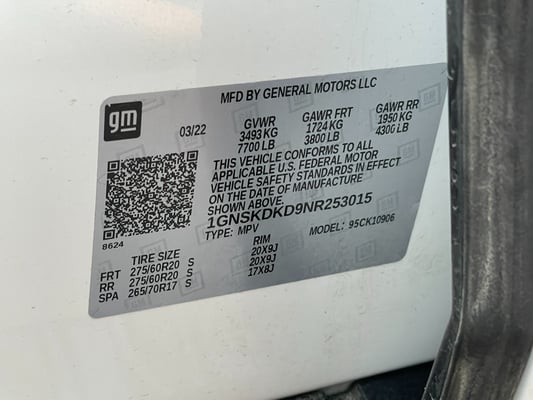 MFD BY GENERAL MOTORS LLC
gm
03/22
GVWR GAWR FRT GAWR RR
3493 KG 1724 KG 1950 KG
7700 LB 3800 LB 4300 LB
THIS VEHICLE CONFORMS TO ALL
APPLICABLE U.S. FEDERAL MOTOR
VEHICLE SAFETY STANDARDS IN EFFECT
ON THE DATE OF MANUFACTURE
SHOWN ABOVE.
1GNSKDKD9NR253015
TYPE: MPV MODEL: 95CK10906
8624
TIRE SIZE RIM
FRT 275/60R20 S 20X9J
RR 275/60R20 S 20X9J
SPA 265/70R17 S 17X8J